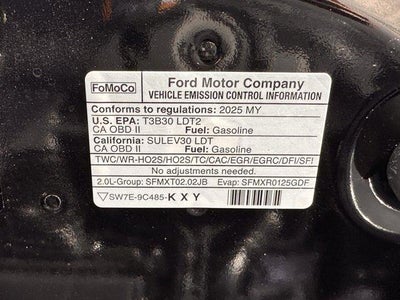 FoMoCo
Ford Motor Company
VEHICLE EMISSION CONTROL INFORMATION
Conforms to regulations: 2025 MY
U.S. EPA: T3B30 LDT2
CA OBD II Fuel: Gasoline
California: SULEV30 LDT
CA OBD II Fuel: Gasoline
TWC/WR-HO2S/HO2S/TC/CAC/EGR/EGRC/DFI/SFI
No adjustments needed.
2.0L-Group: SFMXT02.02JB Evap: SFMXR0125GDF
SW7E-9C485-K X Y